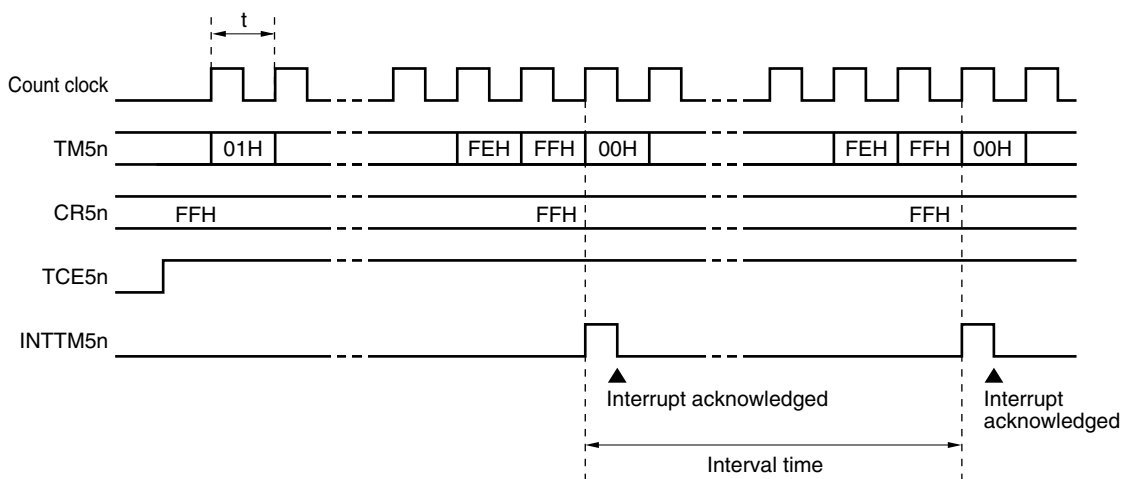 t
Count clock
TM5n
01H
FEH
FFH
00H
FEH
FFH
00H
CR5n
FFH
FFH
FFH
TCE5n
INTTM5n
Interrupt acknowledged
Interrupt
acknowledged
Interval time